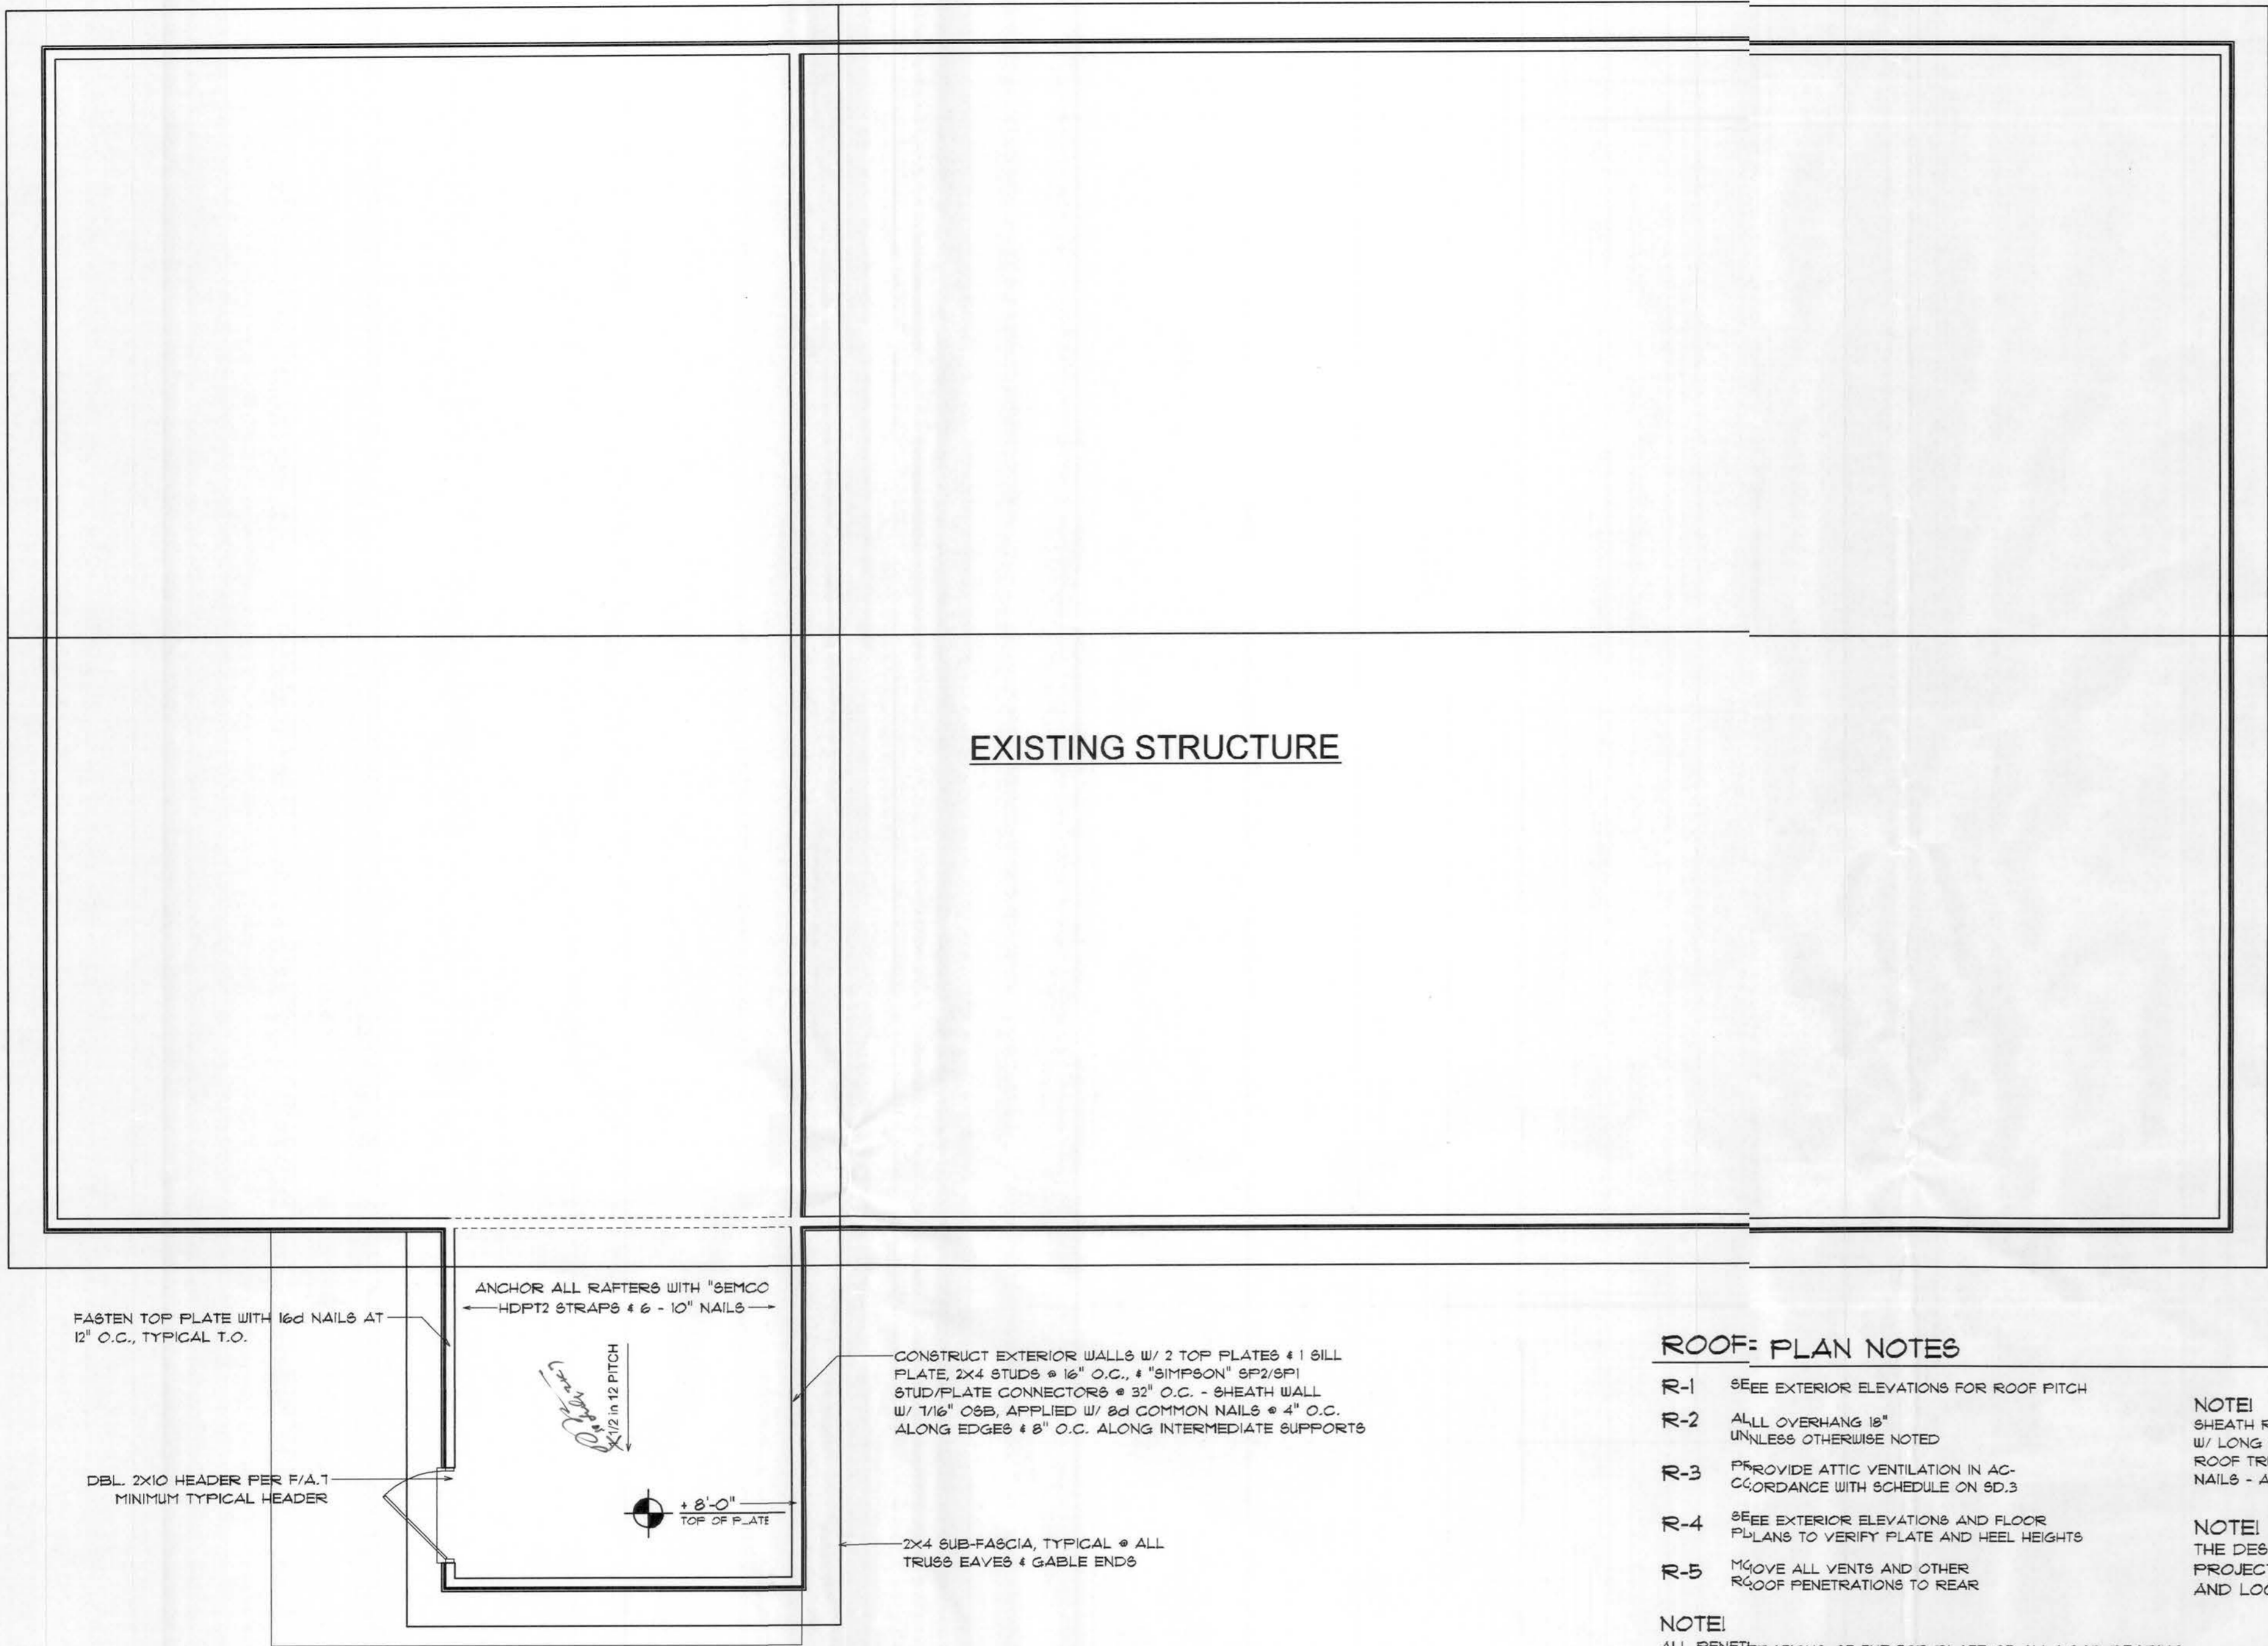 EXISTING STRUCTURE
ANCHOR ALL RAFTERS WITH "SEMCO
HDPT2 STRAPS & 6 - 10" NAILS
FASTEN TOP PLATE WITH 16d NAILS AT
12" O.C., TYPICAL T.O.
1/2 in 12 PITCH
CONSTRUCT EXTERIOR WALLS W/ 2 TOP PLATES & 1 SILL
PLATE, 2X4 STUDS @ 16" O.C., & "SIMPSON" SP2/SP1
STUD/PLATE CONNECTORS @ 32" O.C. - SHEATH WALL
W/ 7/16" OSB, APPLIED W/ 8d COMMON NAILS @ 4" O.C.
ALONG EDGES & 8" O.C. ALONG INTERMEDIATE SUPPORTS
DBL. 2X10 HEADER PER F/A.7
MINIMUM TYPICAL HEADER
+ 8'-0"
TOP OF PLATE
2X4 SUB-FASCIA, TYPICAL @ ALL
TRUSS EAVES & GABLE ENDS
ROOF PLAN NOTES
R-1 SEE EXTERIOR ELEVATIONS FOR ROOF PITCH
R-2 ALL OVERHANG 18"
UNLESS OTHERWISE NOTED
R-3 PROVIDE ATTIC VENTILATION IN AC-
CORDANCE WITH SCHEDULE ON SD.3
R-4 SEE EXTERIOR ELEVATIONS AND FLOOR
PLANS TO VERIFY PLATE AND HEEL HEIGHTS
R-5 MOVE ALL VENTS AND OTHER
ROOF PENETRATIONS TO REAR
NOTE!
NOTE!
SHEATH R
W/ LONG
ROOF TR
NAILS - A
NOTE!
THE DES
PROJECT
AND LOC